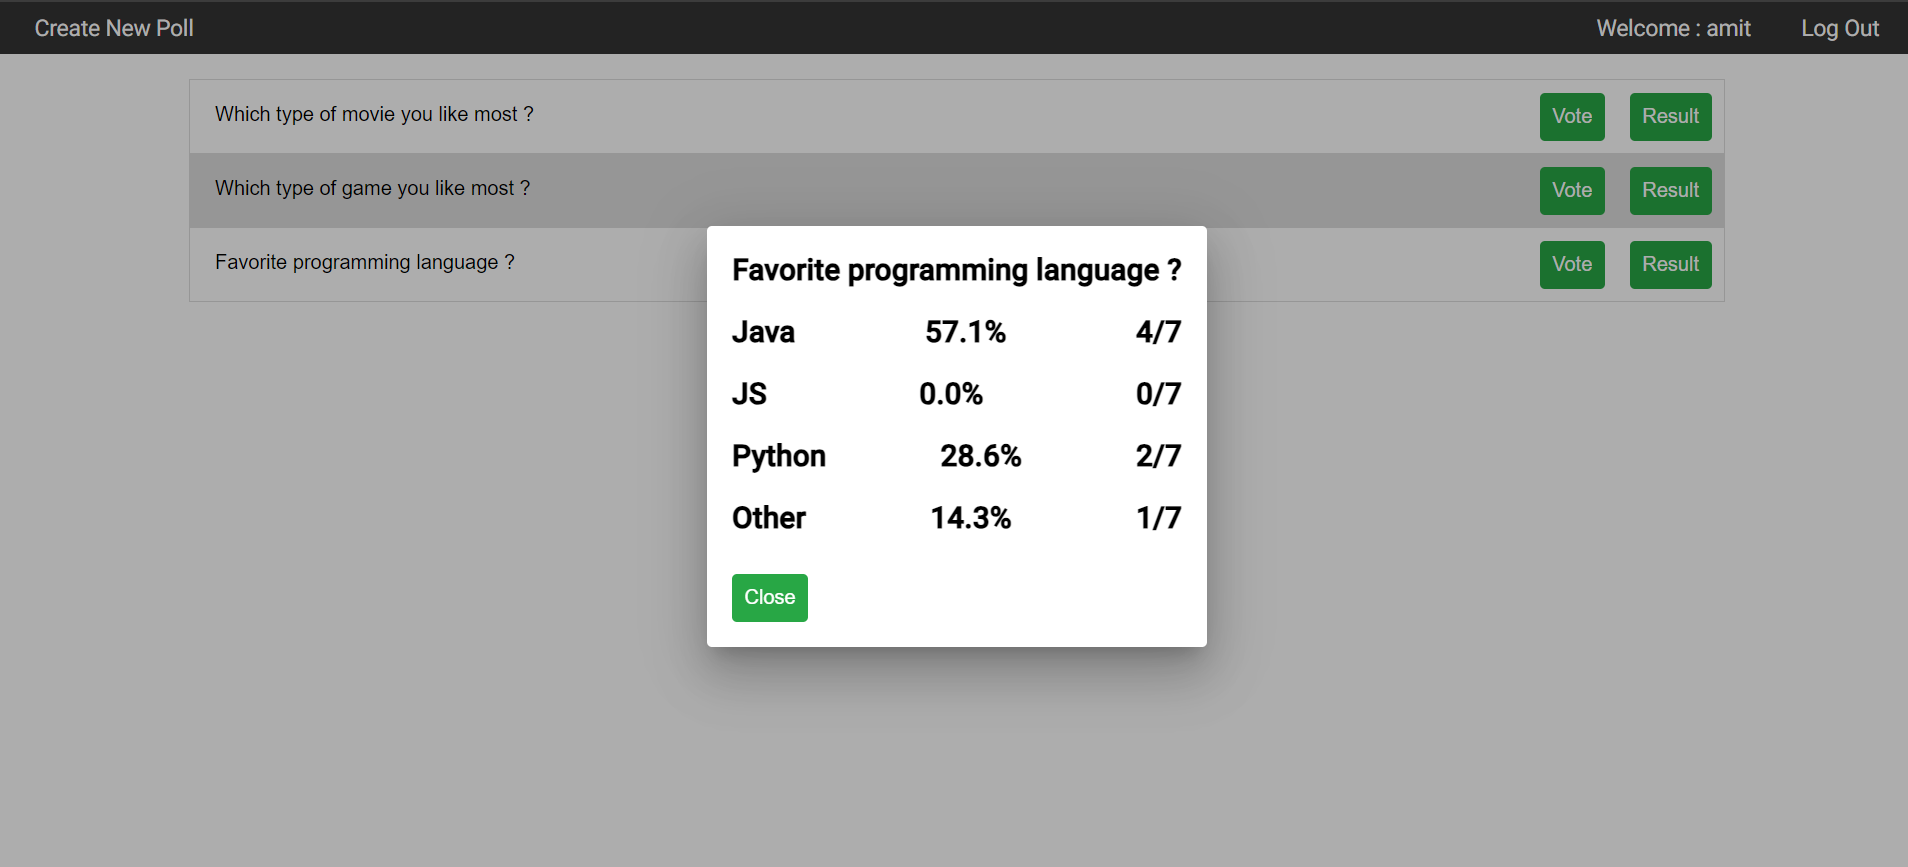 Create New Poll Welcome : amit Log Out
Which type of movie you like most ? Vote Result
Which type of game you like most ? Vote Result
Favorite programming language ? Vote Result
Favorite programming language ?
Java 57.1% 4/7
JS 0.0% 0/7
Python 28.6% 2/7
Other 14.3% 1/7
Close